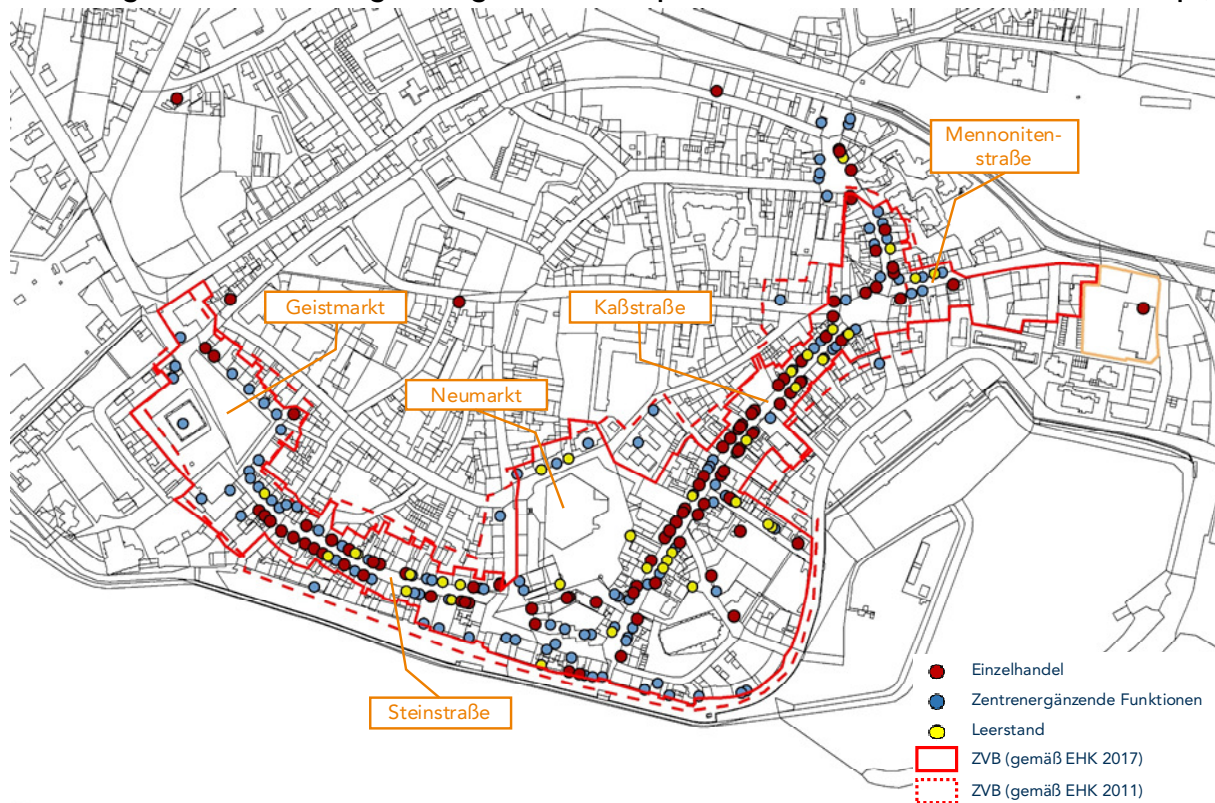 Mennoniten-
straße
Geistmarkt
Kaßstraße
Neumarkt
Steinstraße
Einzelhandel
Zentrenergänzende Funktionen
Leerstand
ZVB (gemäß EHK 2017)
ZVB (gemäß EHK 2011)